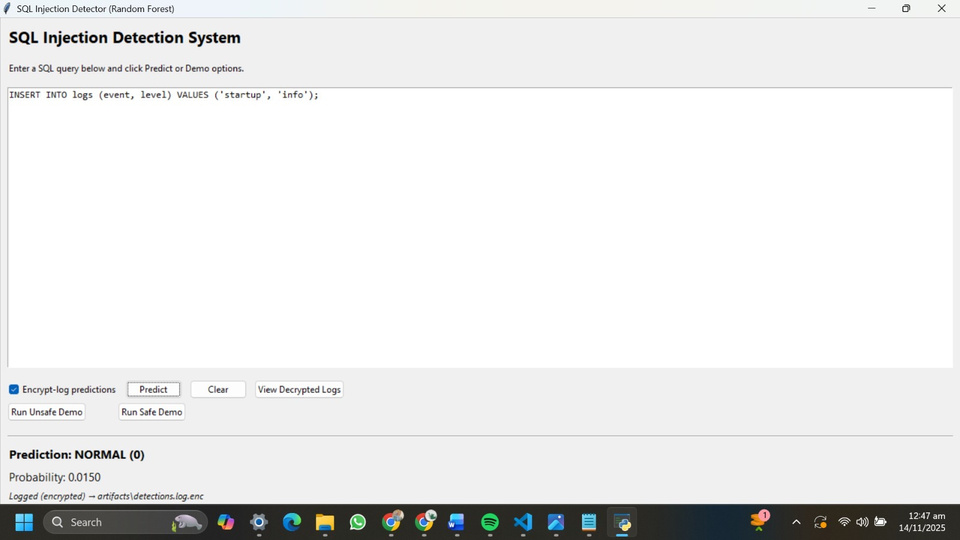 SQL Injection Detector (Random Forest)
SQL Injection Detection System
Enter a SQL query below and click Predict or Demo options.
INSERT INTO logs (event, level) VALUES ('startup', 'info');
Encrypt-log predictions Predict Clear View Decrypted Logs
Run Unsafe Demo Run Safe Demo
Prediction: NORMAL (0)
Probability: 0.0150
Logged (encrypted) → artifacts\detections.log.enc
Search 1 12:47 am
14/11/2025